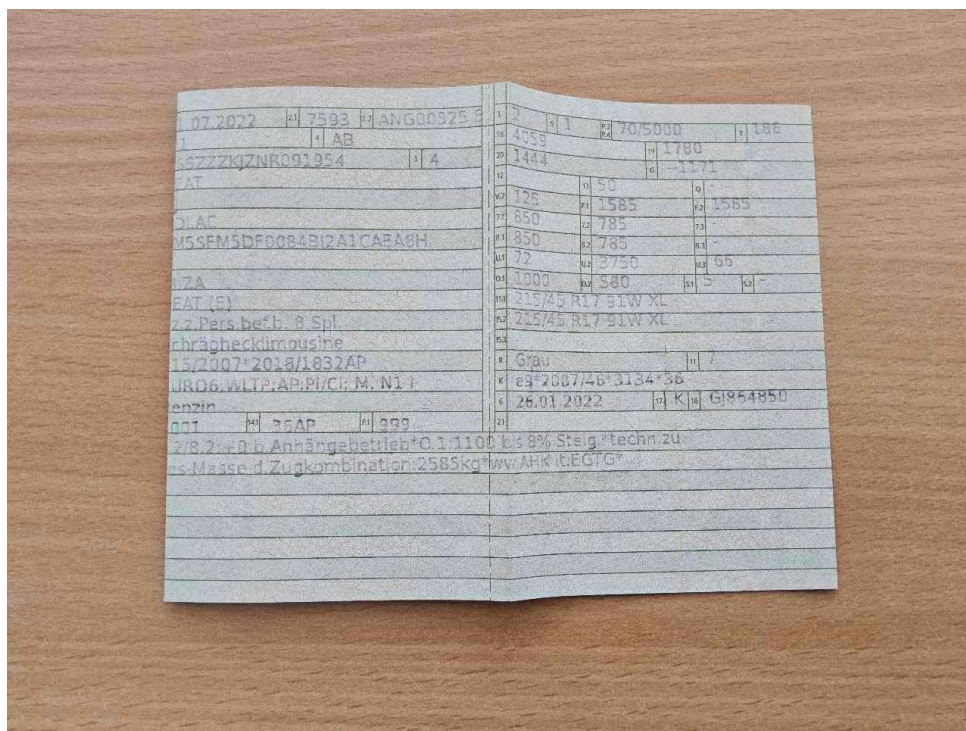 07.2022 2.1 7593 2.2 ANG00525 5
4 AB
SSZZZKJZNR091954 3 4
EAT
OLAC
M5SFM5DF0084BI2A1CAEA8H
IZA
EAT (E)
z.z.Pers.bef.b. 8 Spl.
chräghecklimousine
15/2007*2018/1832AP
URO6;WLTP;AP;PI/CI; M, N1 I
enzin
001 14.1 36AP P.1 999
2/8.2:+0 b.Anhängebetrieb*O.1:1100 bis 8% Steig.*techn.zu
es-Masse d.Zugkombination:2585kg*ww.AHK lt.EGTG*
L 2 9 1 P.2 P.4 70/5000 T 186
18 4059 19 1780
20 1444 G --1171
12 13 50 Q -
V.7 125 F.1 1585 F.2 1585
7.1 850 7.2 785 7.3 -
8.1 850 8.2 785 8.3 -
U.1 72 U.2 3750 U.3 66
O.1 1000 O.2 580 S.1 5 S.2 -
15.1 215/45 R17 91W XL
15.2 215/45 R17 91W XL
15.3
R Grau 11 7
K e9*2007/46*3134*36
6 26.01.2022 17 K 16 GJ864850
21